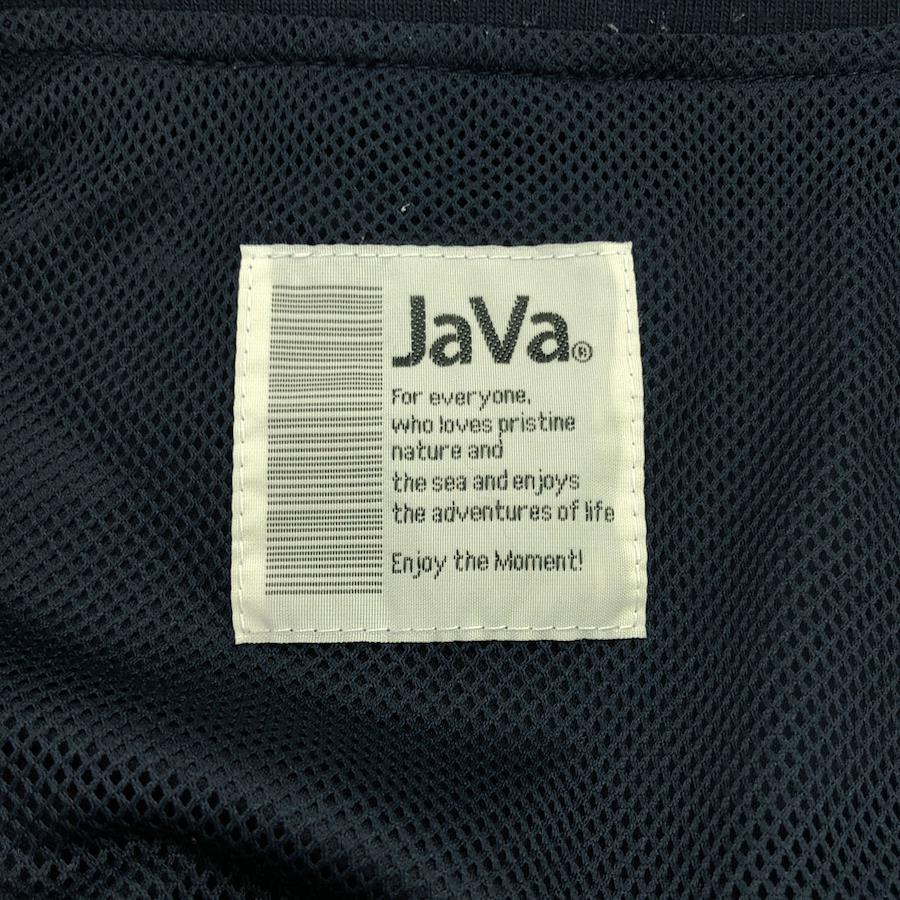 JaVa®
For everyone,
who loves pristine
nature and
the sea and enjoys
the adventures of life
Enjoy the Moment!